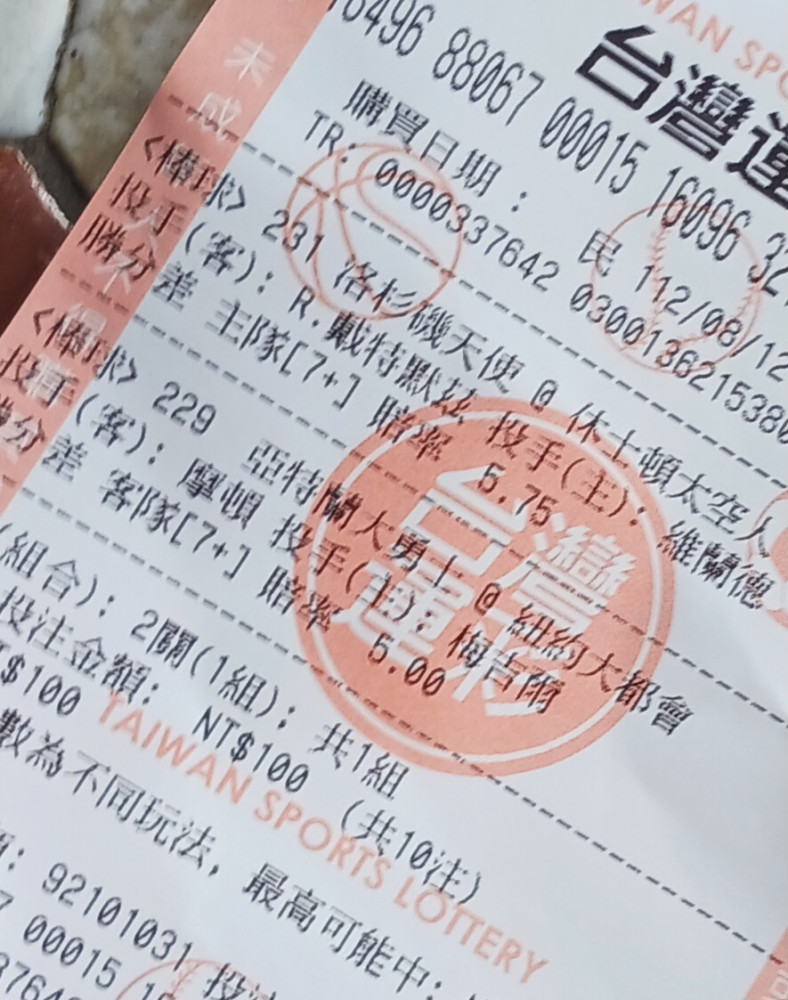 TAIWAN SPORTS
台灣運
6496 88067 00015 16096 32
購買日期: 民 112/08/12
TR: 0000337642 0300136215380
<棒球> 231 洛杉磯天使 @ 休士頓太空人
投手(客): R.戴特默茲 投手(主): 維蘭德
勝分差 主隊[7+] 賠率 5.75
<棒球> 229 亞特蘭大勇士 @ 紐約大都會
投手(客): 摩頓 投手(主): 梅吉爾
勝分差 客隊[7+] 賠率 5.00
台灣運彩
(組合): 2關(1組); 共1組
投注金額: NT$100 (共10注)
$100
數為不同玩法, 最高可能中:
TAIWAN SPORTS LOTTERY
: 92101031 投注
00015
未成
人不